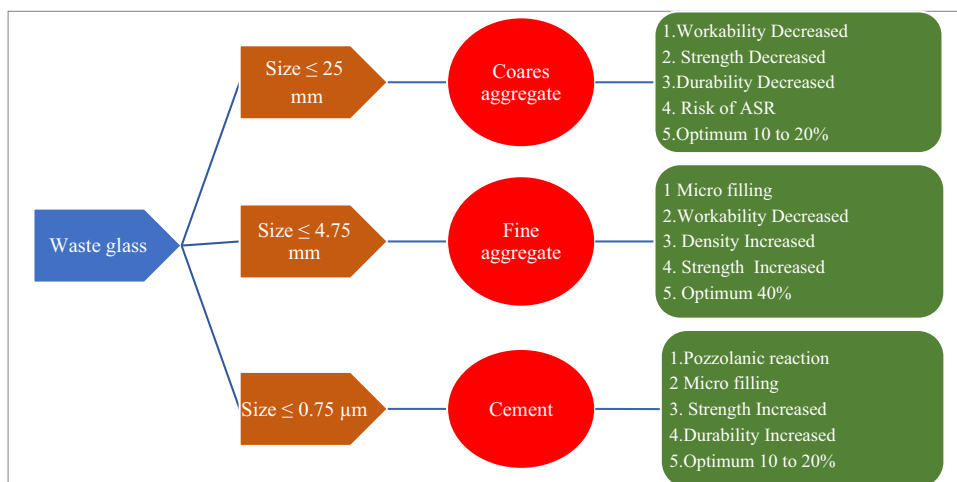 Waste glass
Size ≤ 25
mm
Coares
aggregate
1.Workability Decreased
2. Strength Decreased
3.Durability Decreased
4. Risk of ASR
5.Optimum 10 to 20%
Size ≤ 4.75
mm
Fine
aggregate
1 Micro filling
2.Workability Decreased
3. Density Increased
4. Strength Increased
5. Optimum 40%
Size ≤ 0.75 µm
Cement
1.Pozzolanic reaction
2 Micro filling
3. Strength Increased
4.Durability Increased
5.Optimum 10 to 20%